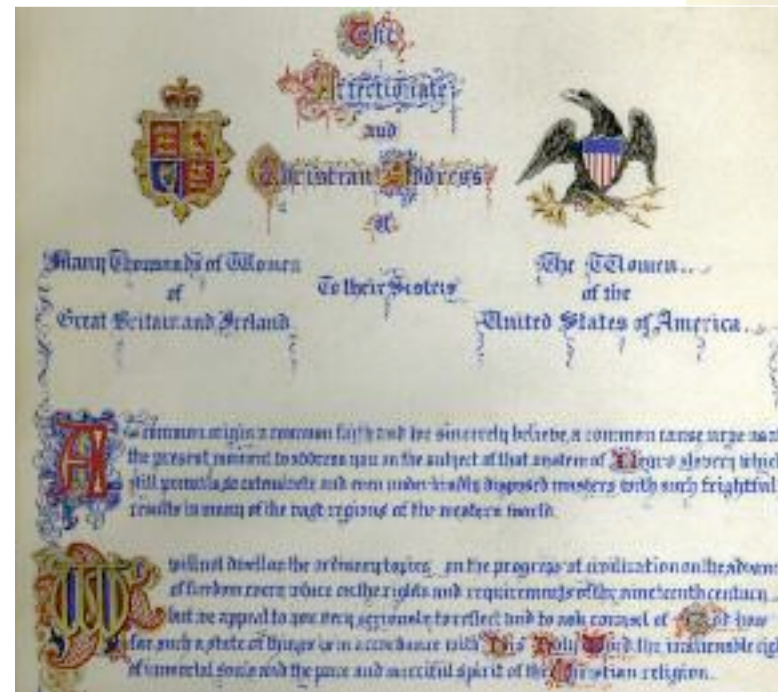 The
Affectionate
and
Christian Address
of
Many Thousands of Women
of
Great Britain and Ireland
To their Sisters
The Women
of the
United States of America
A common origin, a common faith and we sincerely believe, a common cause urge us at
the present moment to address you on the subject of that system of Negro slavery which
still prevails so extensively and even under kindly disposed masters with such frightful
results in many of the vast regions of the western world.
We will not dwell on the ordinary topics, on the progress of civilization on the advance
of freedom every where on the rights and requirements of the nineteenth century
but we appeal to you very seriously to reflect and to ask counsel of God how
far such a state of things is in accordance with His Holy Word the inalienable rig
of immortal souls and the pure and merciful spirit of the Christian religion.